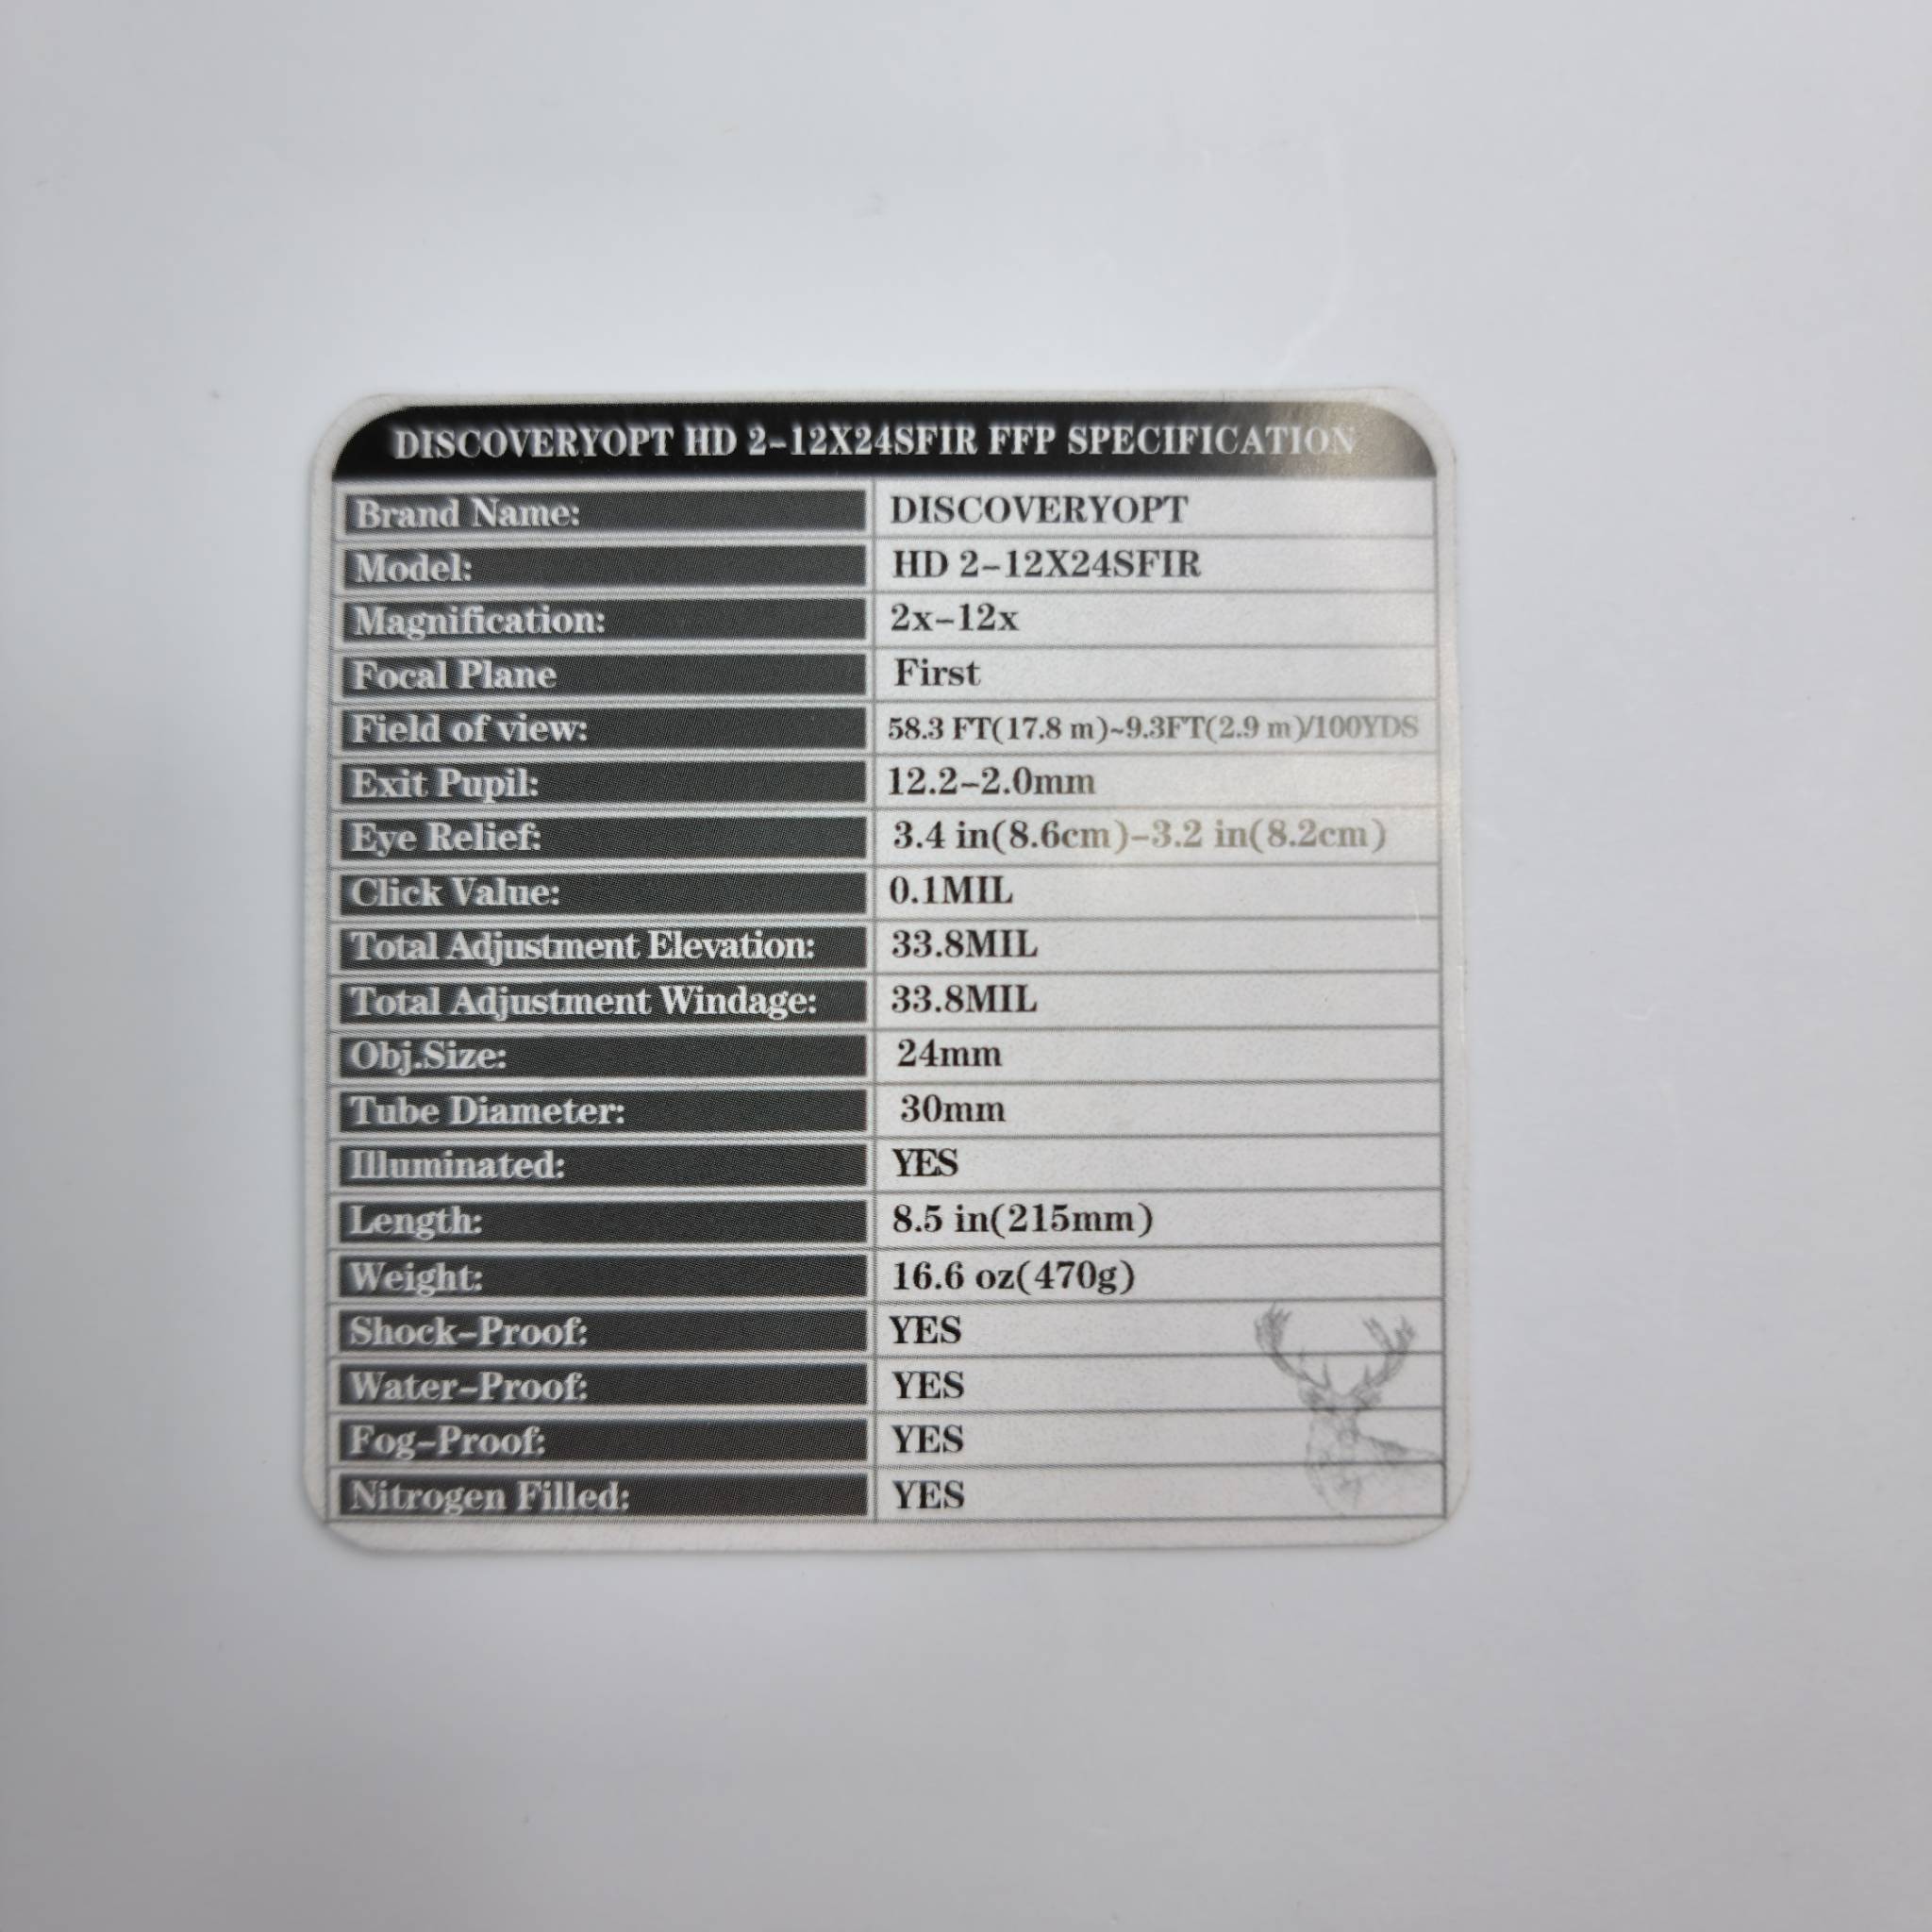 DISCOVERYOPT HD 2-12X24SFIR FFP SPECIFICATION
Brand Name: DISCOVERYOPT
Model: HD 2-12X24SFIR
Magnification: 2x-12x
Focal Plane First
Field of view: 58.3 FT(17.8 m)~9.3FT(2.9 m)/100YDS
Exit Pupil: 12.2-2.0mm
Eye Relief: 3.4 in(8.6cm)-3.2 in(8.2cm)
Click Value: 0.1MIL
Total Adjustment Elevation: 33.8MIL
Total Adjustment Windage: 33.8MIL
Obj.Size: 24mm
Tube Diameter: 30mm
Illuminated: YES
Length: 8.5 in(215mm)
Weight: 16.6 oz(470g)
Shock-Proof: YES
Water-Proof: YES
Fog-Proof: YES
Nitrogen Filled: YES